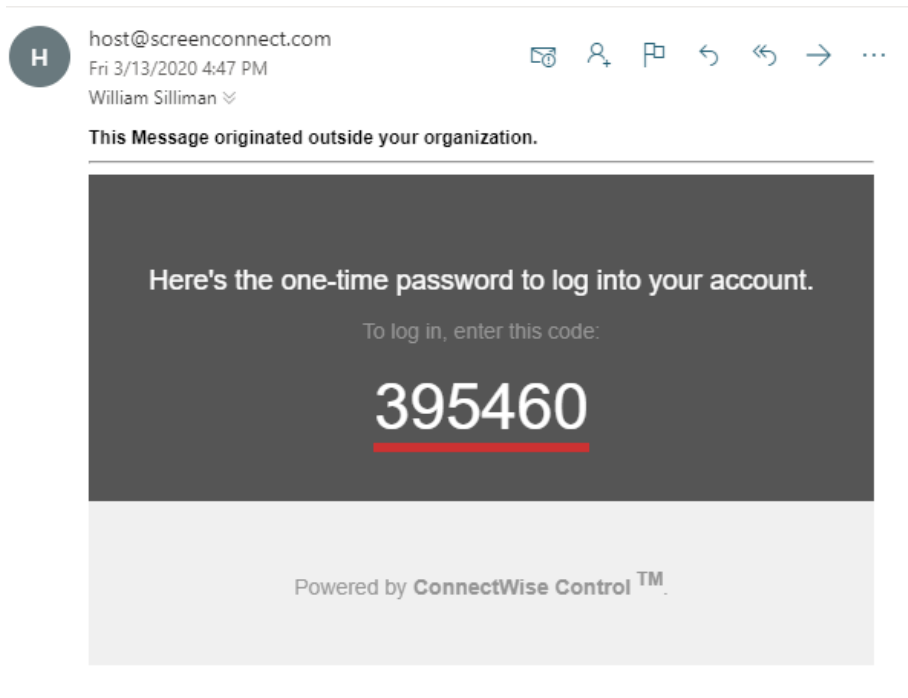 H
host@screenconnect.com
Fri 3/13/2020 4:47 PM
William Silliman
This Message originated outside your organization.
Here's the one-time password to log into your account.
To log in, enter this code:
395460
Powered by ConnectWise Control TM.